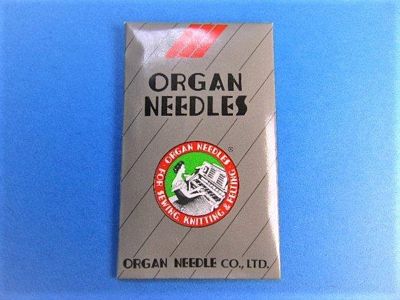 ORGAN
NEEDLES
®
· ORGAN NEEDLES ·
FOR SEWING, KNITTING & FELTING
ORGAN NEEDLE CO., LTD.